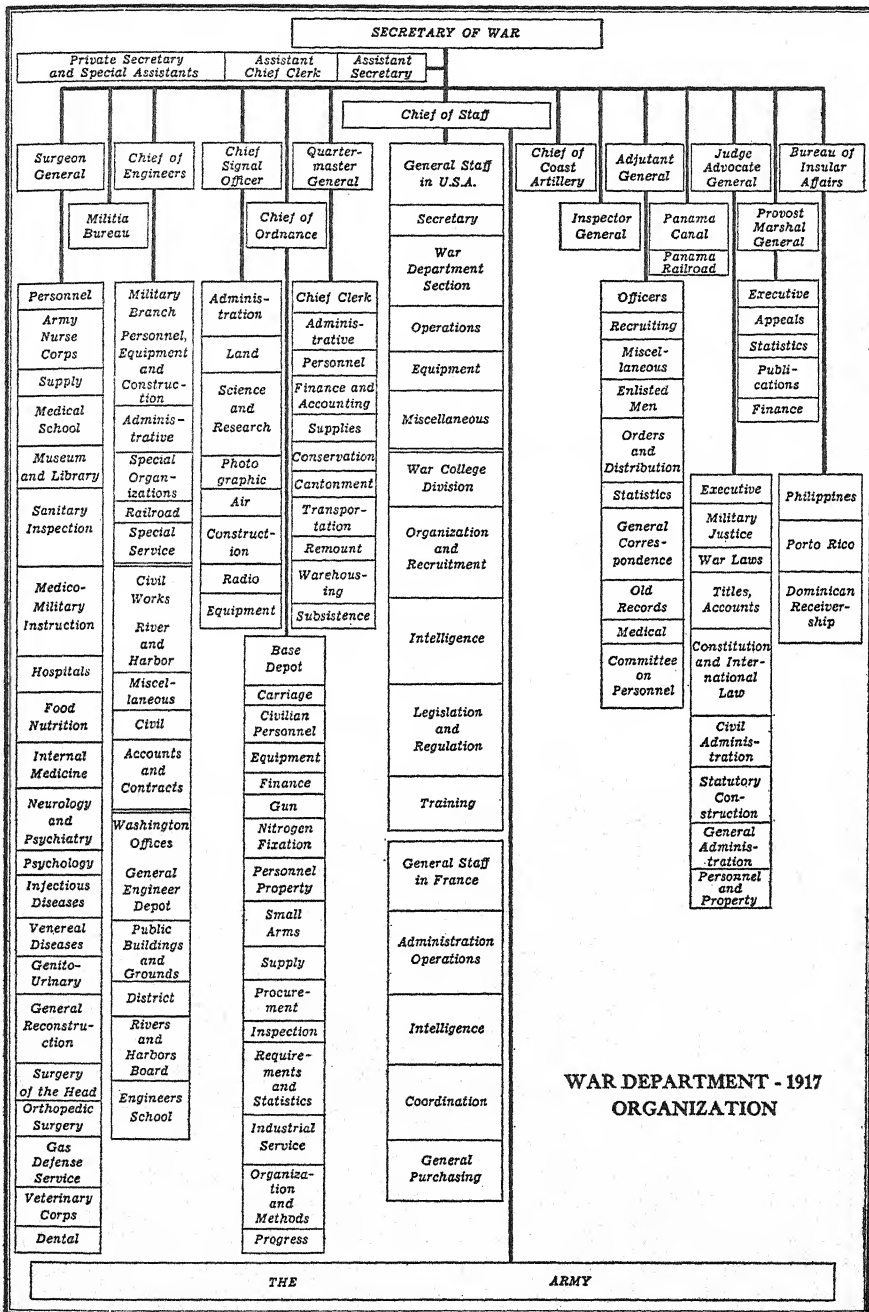 SECRETARY OF WAR
Private Secretary
and Special Assistants
Assistant
Chief Clerk
Assistant
Secretary
Chief of Staff
Surgeon
General
Chief of
Engineers
Chief
Signal
Officer
Quarter-
master
General
General Staff
in U.S.A.
Chief of
Coast
Artillery
Adjutant
General
Judge
Advocate
General
Bureau of
Insular
Affairs
Militia
Bureau
Chief of
Ordnance
Inspector
General
Panama
Canal
Panama
Railroad
Provost
Marshal
General
Personnel
Army
Nurse
Corps
Supply
Medical
School
Museum
and Library
Sanitary
Inspection
Medico-
Military
Instruction
Hospitals
Food
Nutrition
Internal
Medicine
Neurology
and
Psychiatry
Psychology
Infectious
Diseases
Venereal
Diseases
Genito-
Urinary
General
Reconstru-
ction
Surgery
of the Head
Orthopedic
Surgery
Gas
Defense
Service
Veterinary
Corps
Dental
Military
Branch
Personnel,
Equipment
and
Construc-
tion
Adminis-
trative
Special
Organ-
izations
Railroad
Special
Service
Civil
Works
River
and
Harbor
Miscel-
laneous
Civil
Accounts
and
Contracts
Washington
Offices
General
Engineer
Depot
Public
Buildings
and
Grounds
District
Rivers
and
Harbors
Board
Engineers
School
Adminis-
tration
Land
Science
and
Research
Photo
graphic
Air
Construct-
ion
Radio
Equipment
Base
Depot
Carriage
Civilian
Personnel
Equipment
Finance
Gun
Nitrogen
Fixation
Personnel
Property
Small
Arms
Supply
Procure-
ment
Inspection
Require-
ments
and
Statistics
Industrial
Service
Organiza-
tion
and
Methods
Progress
Chief Clerk
Adminis-
trative
Personnel
Finance and
Accounting
Supplies
Conservation
Cantonment
Transpor-
tation
Remount
Warehous-
ing
Subsistence
Secretary
War
Department
Section
Operations
Equipment
Miscellaneous
War College
Division
Organization
and
Recruitment
Intelligence
Legislation
and
Regulation
Training
General Staff
in France
Administration
Operations
Intelligence
Coordination
General
Purchasing
Officers
Recruiting
Miscel-
laneous
Enlisted
Men
Orders
and
Distribution
Statistics
General
Corres-
pondence
Old
Records
Medical
Committee
on
Personnel
Executive
Military
Justice
War Laws
Titles,
Accounts
Constitution
and Inter-
national
Law
Civil
Adminis-
tration
Statutory
Con-
struction
General
Adminis-
tration
Personnel
and
Property
Executive
Appeals
Statistics
Publi-
cations
Finance
Philippines
Porto Rico
Dominican
Receiver-
ship
WAR DEPARTMENT - 1917
ORGANIZATION
THE ARMY